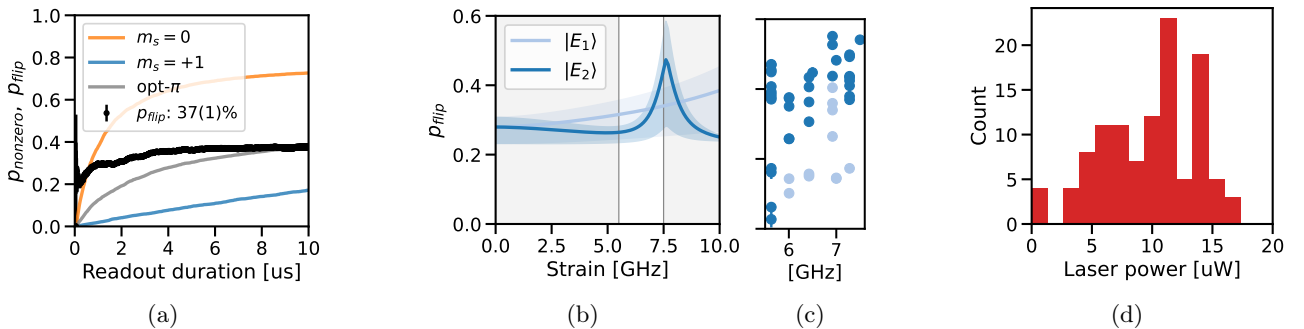 p_nonzero, p_flip
1.0
0.8
0.6
0.4
0.2
0.0
m_s = 0
m_s = +1
opt-π
p_flip: 37(1)%
0 2 4 6 8 10
Readout duration [us]
(a)
p_flip
0.6
0.4
0.2
0.0
|E_1⟩
|E_2⟩
0.0 2.5 5.0 7.5 10.0
Strain [GHz]
(b)
6 7
[GHz]
(c)
Count
20
15
10
5
0
0 5 10 15 20
Laser power [uW]
(d)